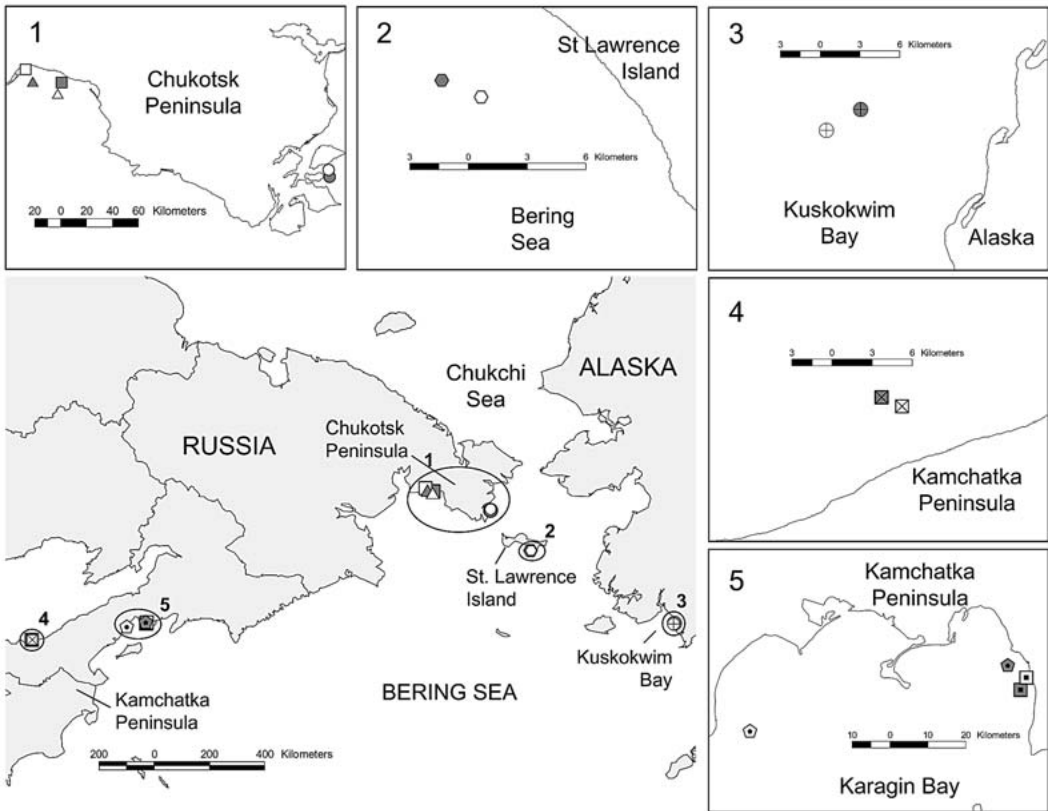 1
Chukotsk
Peninsula
20 0 20 40 60 Kilometers
2
St Lawrence
Island
3 0 3 6 Kilometers
Bering
Sea
3
3 0 3 6 Kilometers
Kuskokwim
Bay
Alaska
RUSSIA
ALASKA
Chukchi
Sea
Chukotsk
Peninsula
1
2
St. Lawrence
Island
3
Kuskokwim
Bay
4
5
Kamchatka
Peninsula
BERING SEA
200 0 200 400 Kilometers
4
3 0 3 6 Kilometers
Kamchatka
Peninsula
5
Kamchatka
Peninsula
10 0 10 20 Kilometers
Karagin Bay